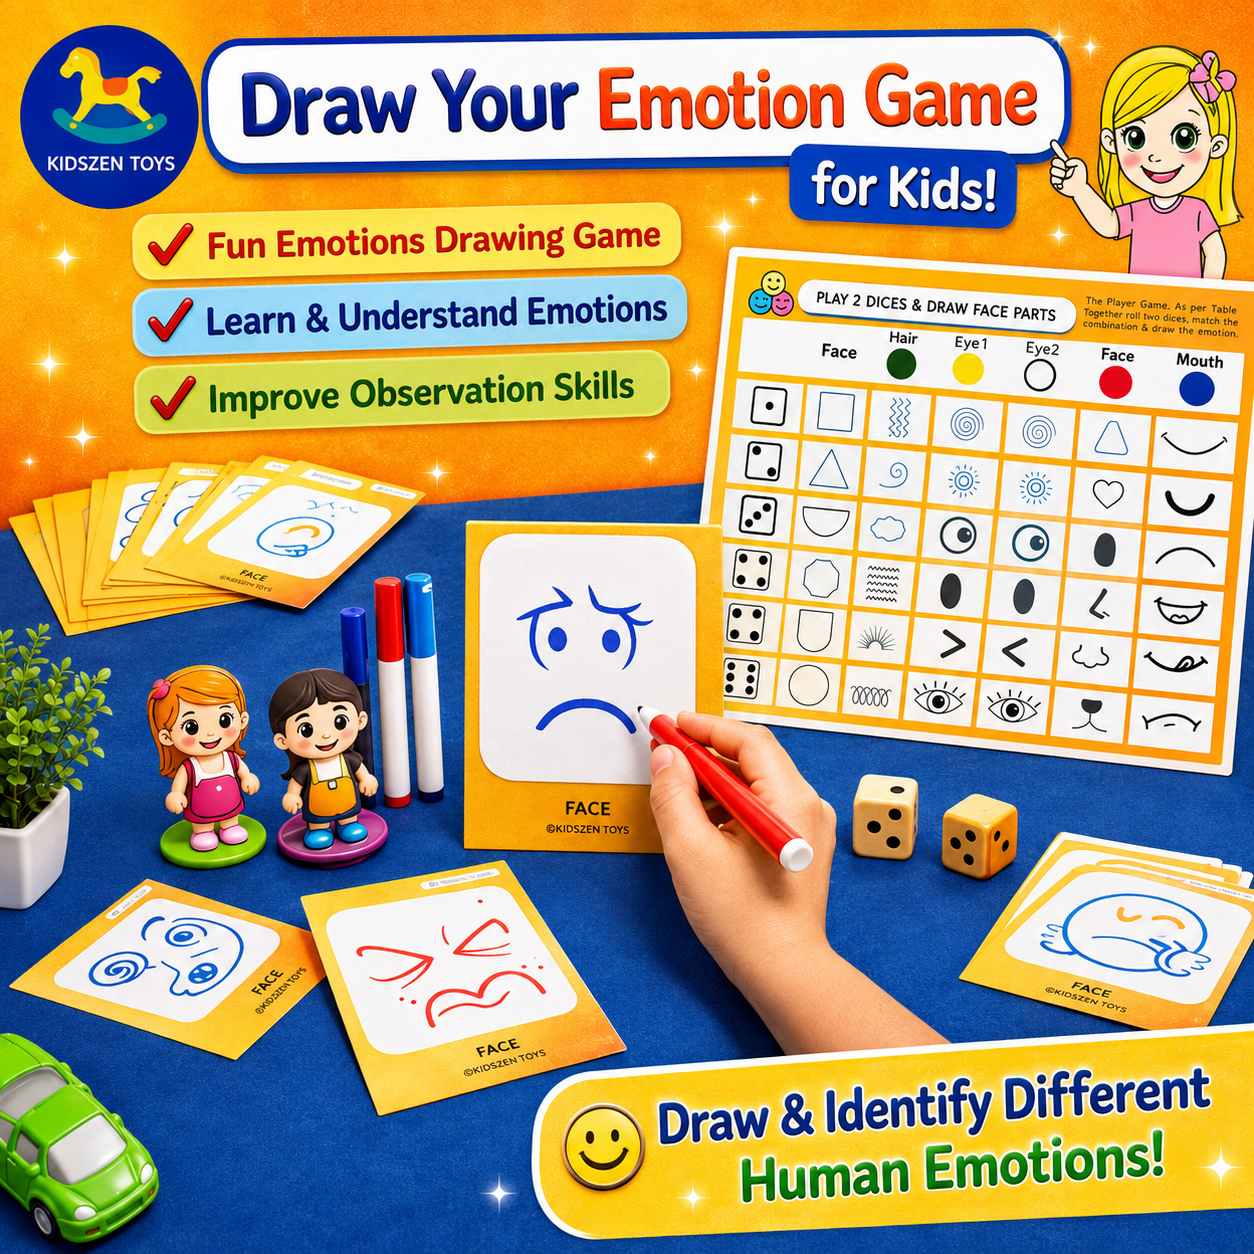 KIDSZEN TOYS
Draw Your Emotion Game
for Kids!
Fun Emotions Drawing Game
Learn & Understand Emotions
Improve Observation Skills
PLAY 2 DICES & DRAW FACE PARTS
The Player Game. As per Table
Together roll two dices, match the
combination & draw the emotion.
Face Hair Eye1 Eye2 Face Mouth
FACE
©KIDSZEN TOYS
FACE
©KIDSZEN TOYS
FACE
©KIDSZEN TOYS
FACE
©KIDSZEN TOYS
FACE
©KIDSZEN TOYS
Draw & Identify Different
Human Emotions!